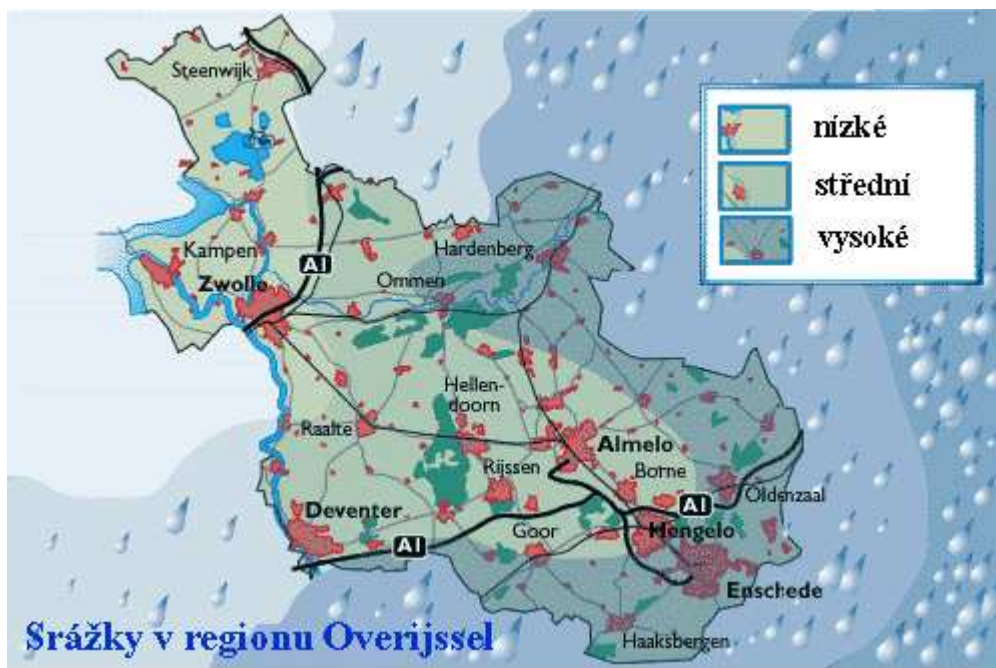 Steenwijk
nízké
střední
vysoké
Kampen
Hardenberg
Zwolle
A1
Ommen
Hellen-
doorn
Raalte
Almelo
Rijssen
Borne
Oldenzaal
Deventer
A1
Goor
A1
Hengelo
Enschede
Haaksbergen
Srážky v regionu Overijssel